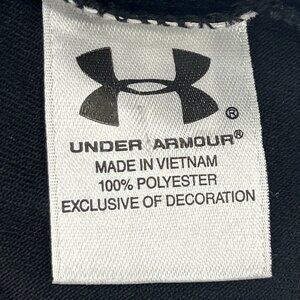 ®
UNDER ARMOUR®
MADE IN VIETNAM
100% POLYESTER
EXCLUSIVE OF DECORATION